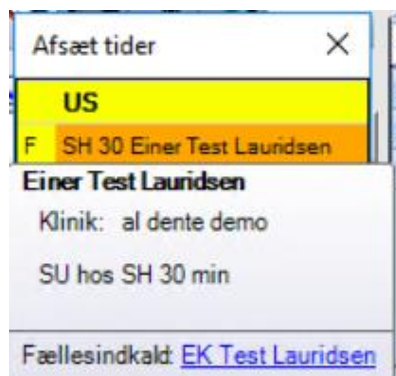 Afsæt tider
US
F SH 30 Einer Test Lauridsen
Einer Test Lauridsen
Klinik: al dente demo
SU hos SH 30 min
Fællesindkald: EK Test Lauridsen